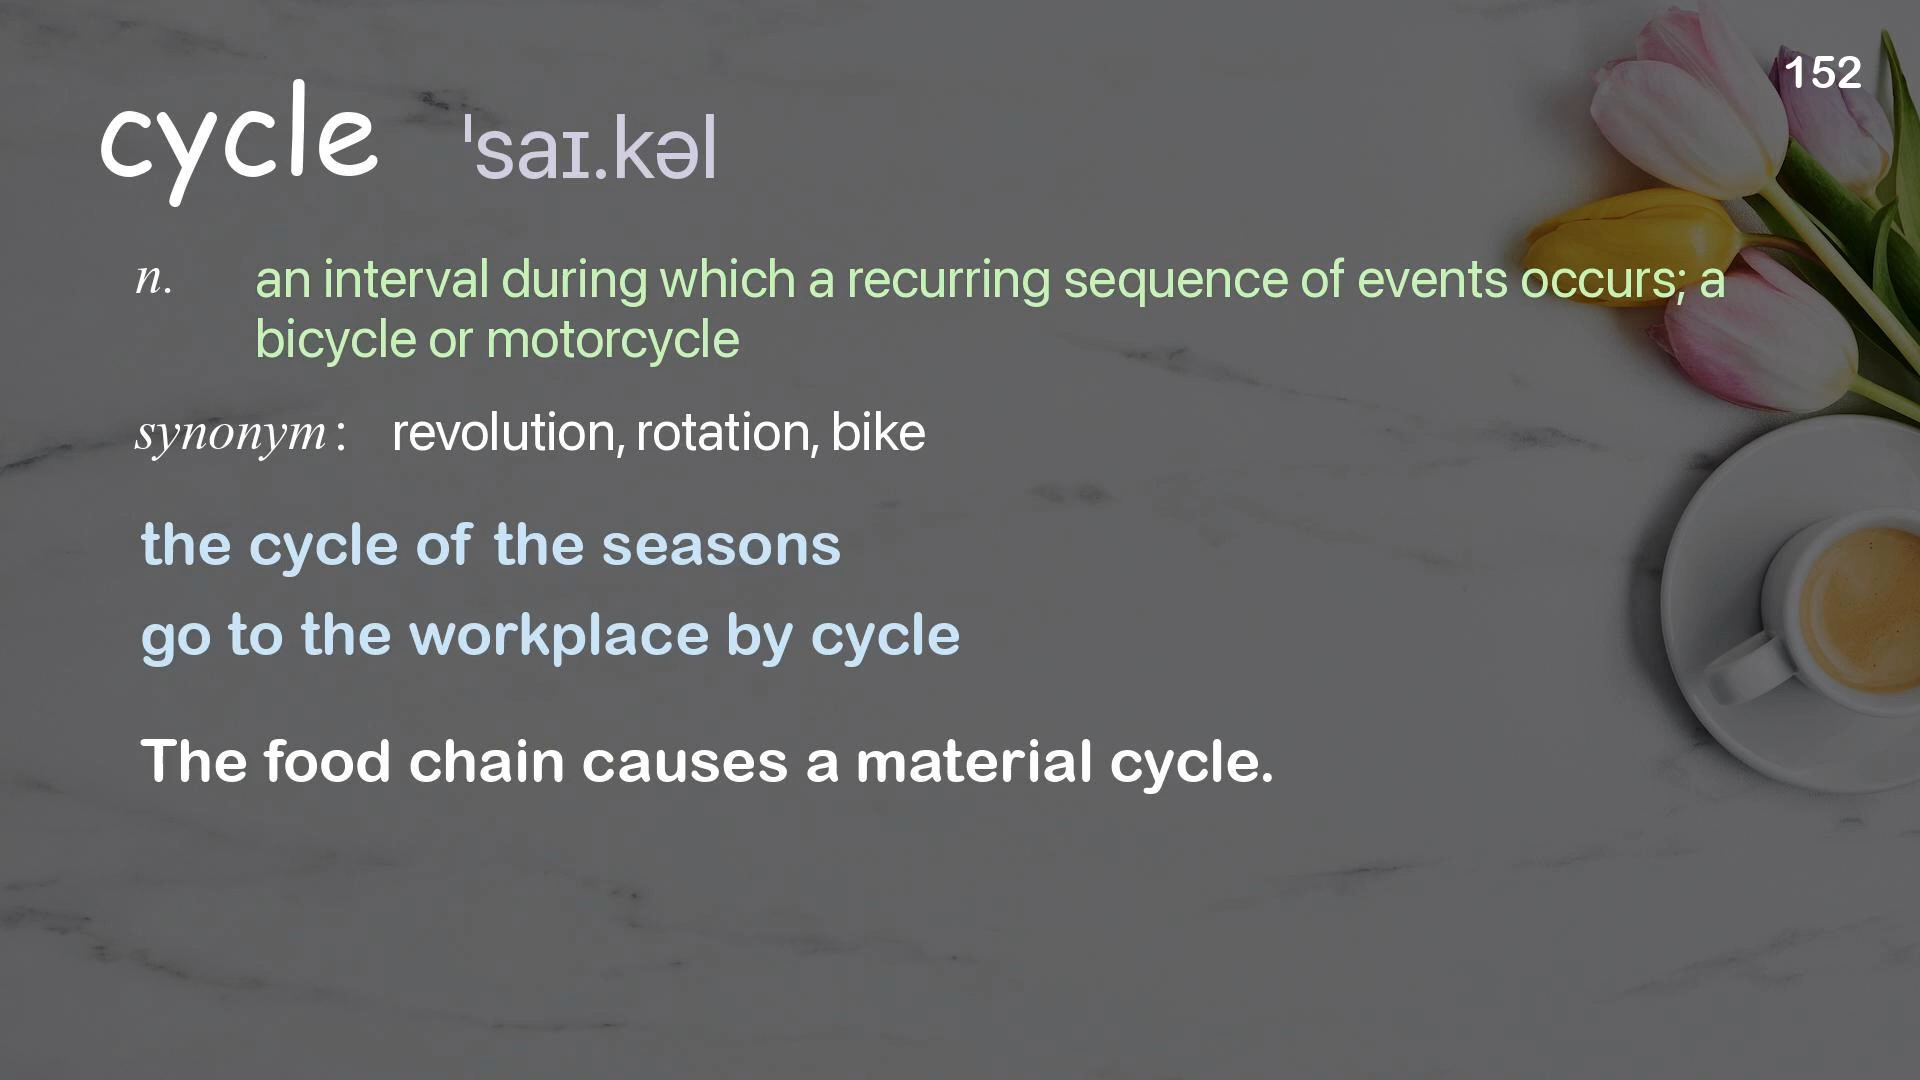 152
cycle ˈsaɪ.kəl
n. an interval during which a recurring sequence of events occurs; a
bicycle or motorcycle
synonym: revolution, rotation, bike
the cycle of the seasons
go to the workplace by cycle
The food chain causes a material cycle.